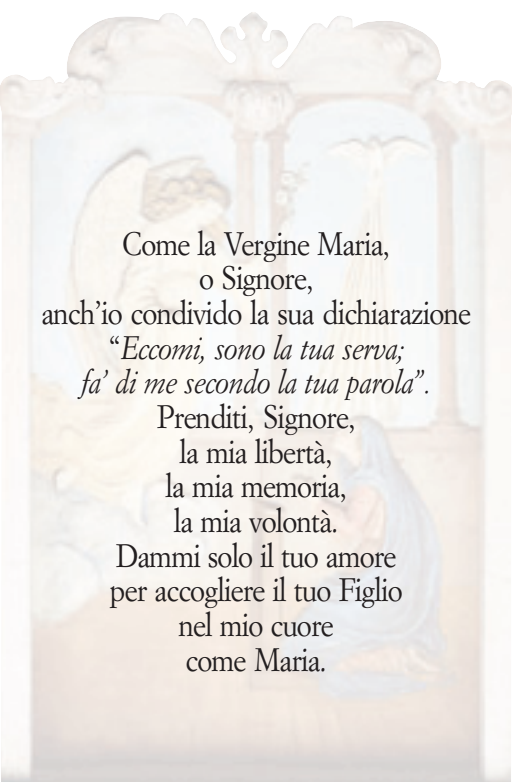 Come la Vergine Maria,
o Signore,
anch’io condivido la sua dichiarazione
“Eccomi, sono la tua serva;
fa’ di me secondo la tua parola”.
Prenditi, Signore,
la mia libertà,
la mia memoria,
la mia volontà.
Dammi solo il tuo amore
per accogliere il tuo Figlio
nel mio cuore
come Maria.